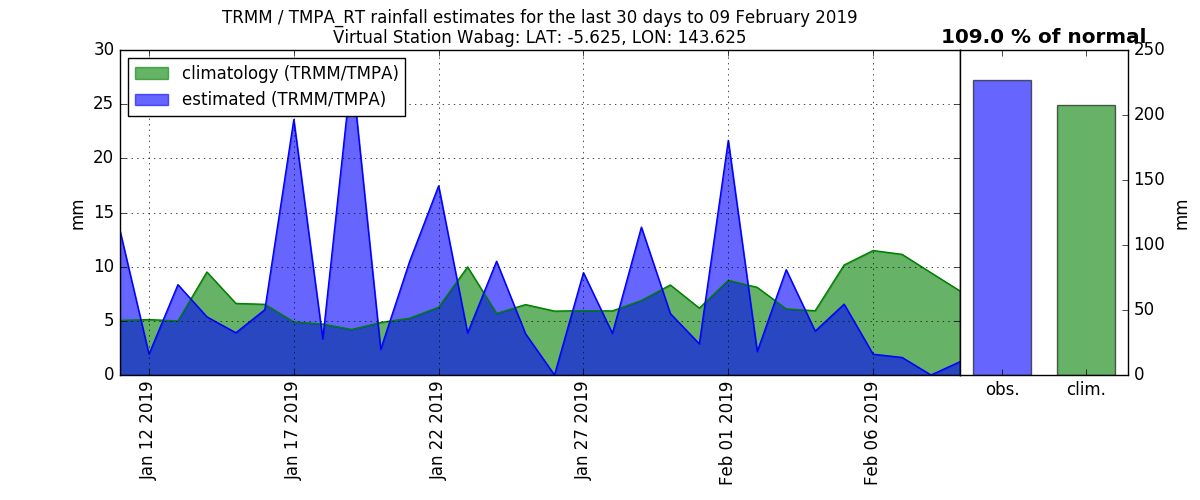 TRMM / TMPA_RT rainfall estimates for the last 30 days to 09 February 2019
Virtual Station Wabag: LAT: -5.625, LON: 143.625
109.0 % of normal
climatology (TRMM/TMPA)
estimated (TRMM/TMPA)
30
25
20
15
10
5
0
mm
Jan 12 2019
Jan 17 2019
Jan 22 2019
Jan 27 2019
Feb 01 2019
Feb 06 2019
obs.
clim.
250
200
150
100
50
0
mm